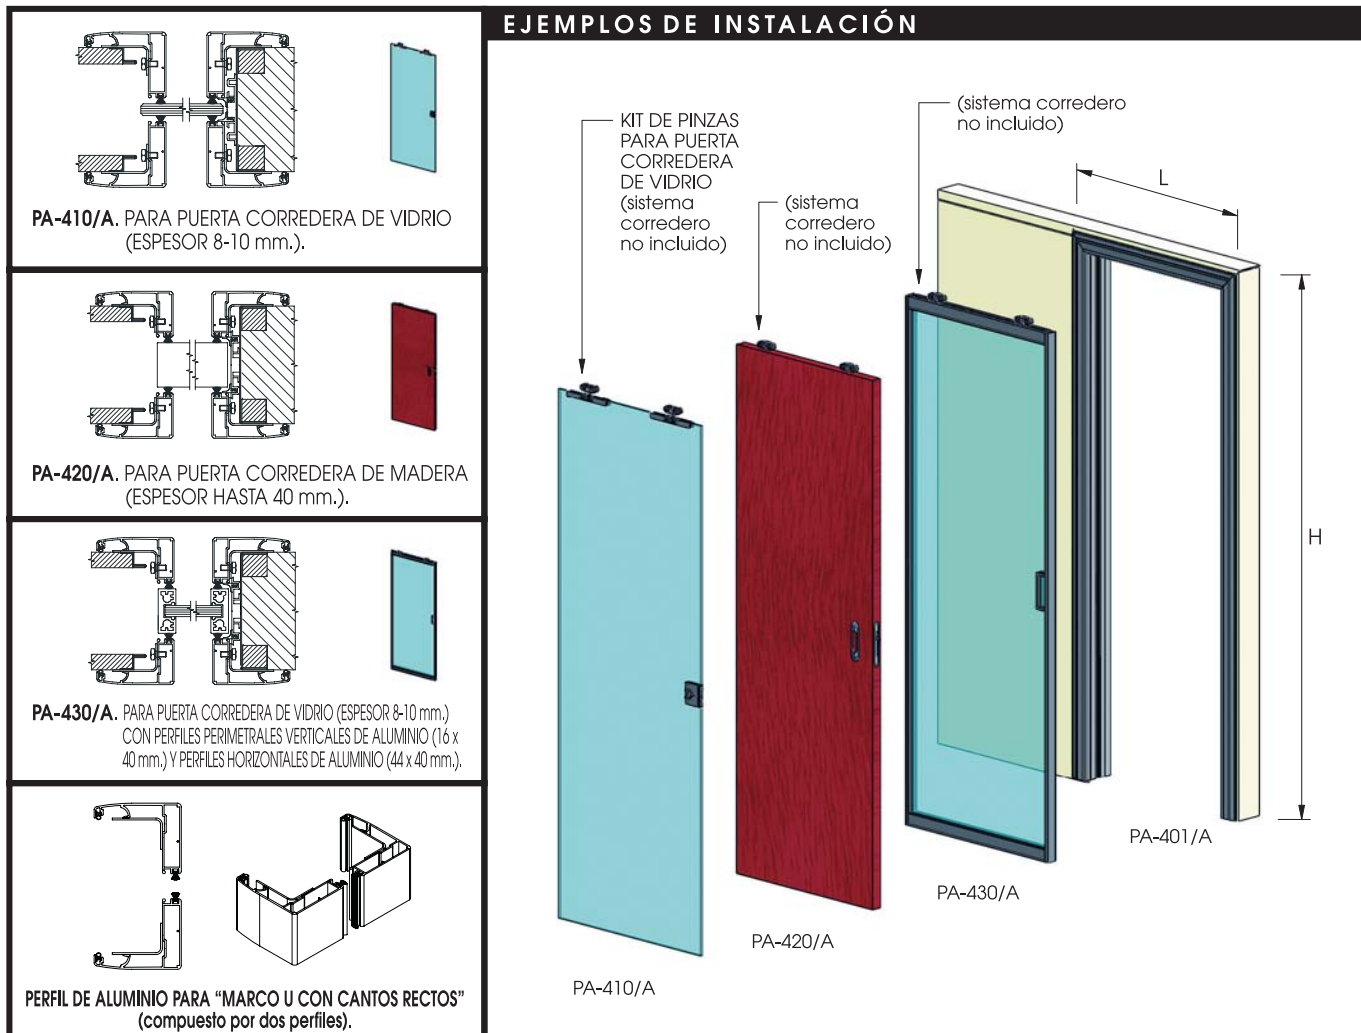 PA-410/A. PARA PUERTA CORREDERA DE VIDRIO
(ESPESOR 8-10 mm.).
PA-420/A. PARA PUERTA CORREDERA DE MADERA
(ESPESOR HASTA 40 mm.).
PA-430/A. PARA PUERTA CORREDERA DE VIDRIO (ESPESOR 8-10 mm.)
CON PERFILES PERIMETRALES VERTICALES DE ALUMINIO (16 x
40 mm.) Y PERFILES HORIZONTALES DE ALUMINIO (44 x 40 mm.).
PERFIL DE ALUMINIO PARA “MARCO U CON CANTOS RECTOS”
(compuesto por dos perfiles).
EJEMPLOS DE INSTALACIÓN
KIT DE PINZAS
PARA PUERTA
CORREDERA
DE VIDRIO
(sistema
corredero
no incluido)
(sistema
corredero
no incluido)
(sistema corredero
no incluido)
L
H
PA-401/A
PA-430/A
PA-420/A
PA-410/A